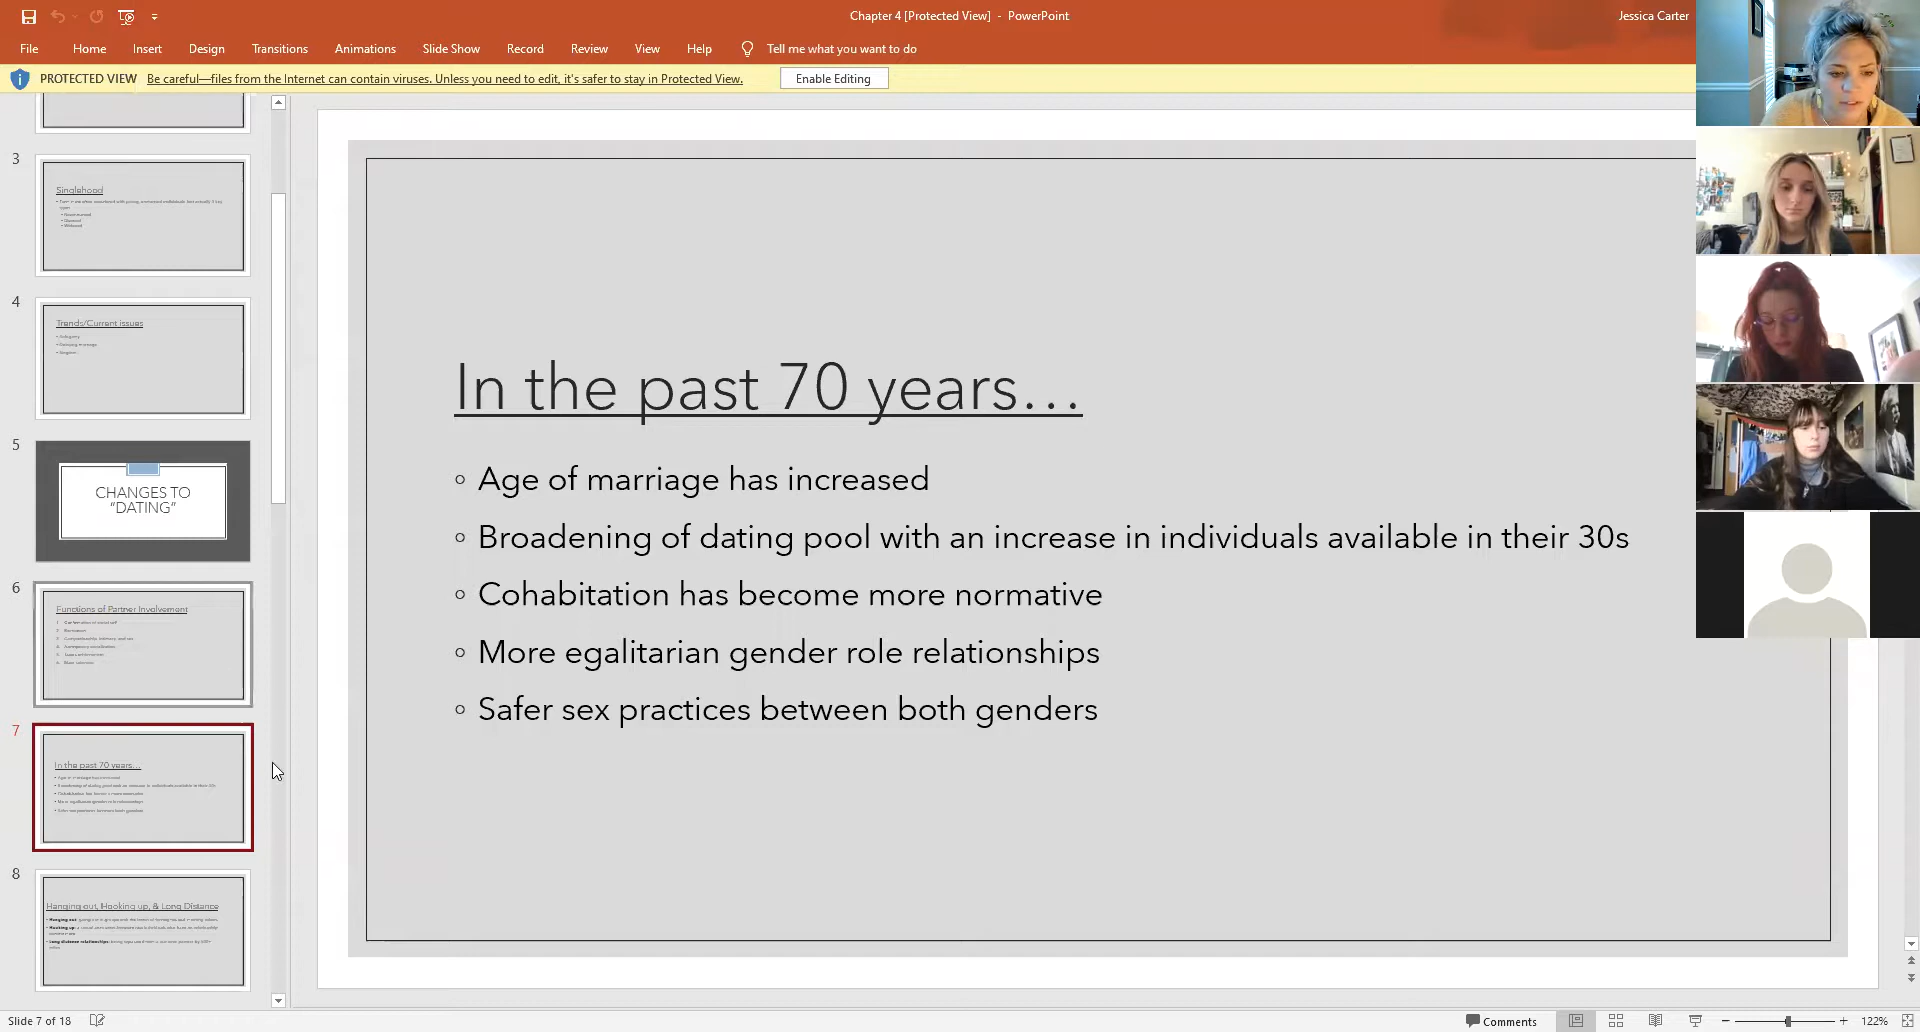 Chapter 4 [Protected View] - PowerPoint
Jessica Carter
File Home Insert Design Transitions Animations Slide Show Record Review View Help Tell me what you want to do
PROTECTED VIEW Be careful—files from the Internet can contain viruses. Unless you need to edit, it's safer to stay in Protected View. Enable Editing
3
Singlehood
4
Trends/Current issues
5
CHANGES TO
“DATING”
6
Functions of Partner Involvement
7
In the past 70 years...
8
Hanging out, Hooking up, & Long Distance
In the past 70 years...
Age of marriage has increased
Broadening of dating pool with an increase in individuals available in their 30s
Cohabitation has become more normative
More egalitarian gender role relationships
Safer sex practices between both genders
Slide 7 of 18
Comments
122%